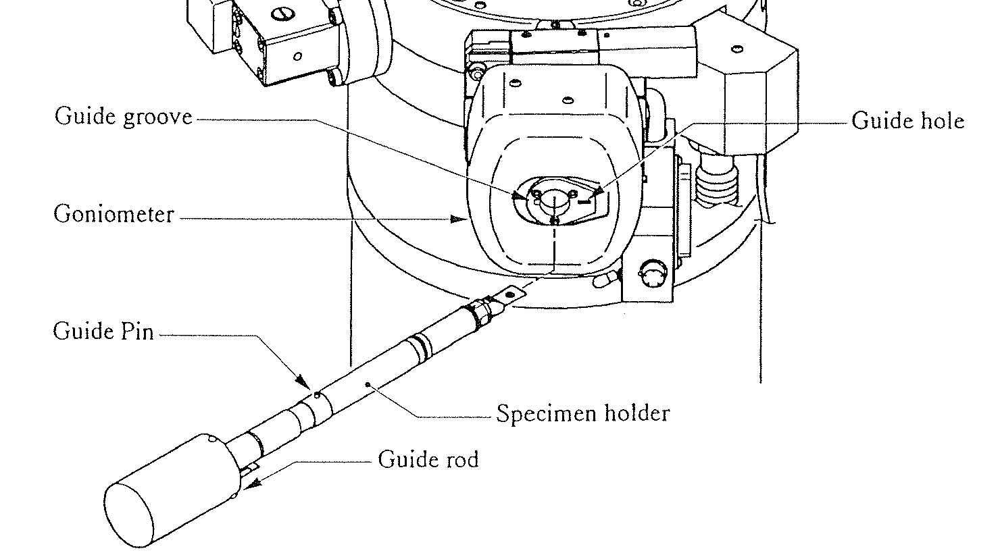 Guide groove
Guide hole
Goniometer
Guide Pin
Specimen holder
Guide rod